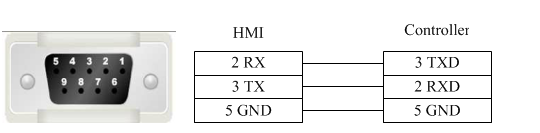 HMI
Controller
5 4 3 2 1
9 8 7 6
2 RX
3 TXD
3 TX
2 RXD
5 GND
5 GND